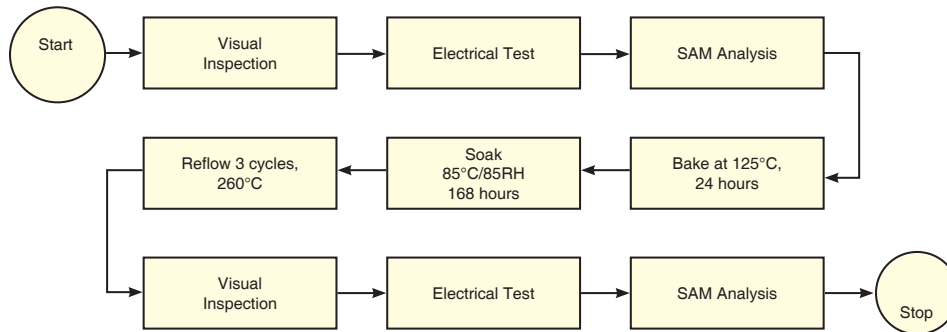 Start
Visual
Inspection
Electrical Test
SAM Analysis
Bake at 125°C,
24 hours
Soak
85°C/85RH
168 hours
Reflow 3 cycles,
260°C
Visual
Inspection
Electrical Test
SAM Analysis
Stop